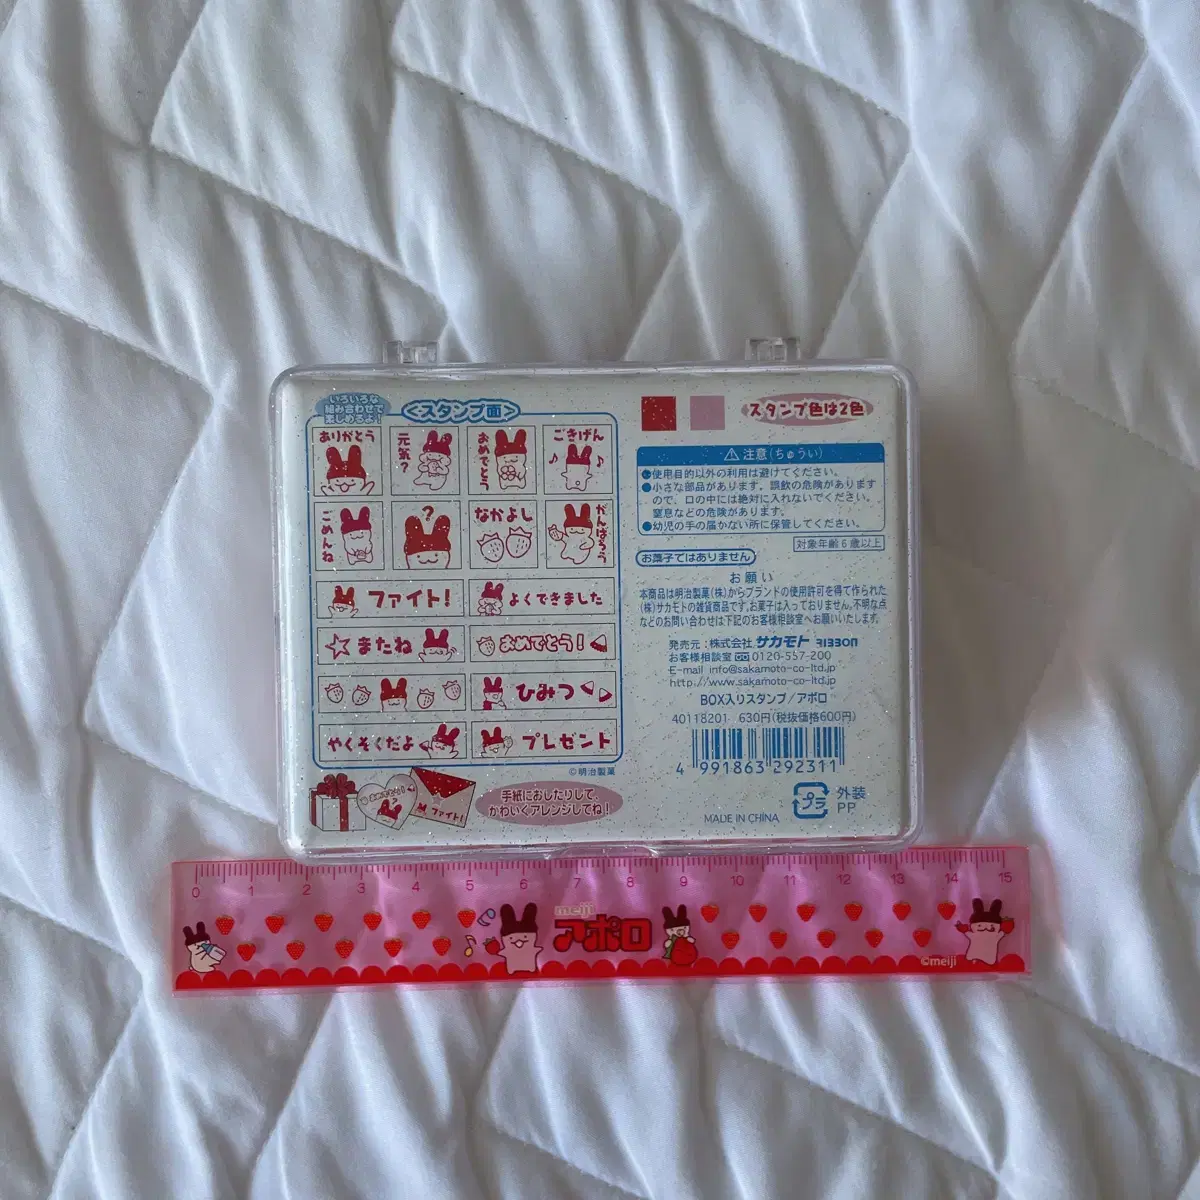 いろいろな
組み合わせで
楽しめるよ!
<スタンプ面>
ありがとう
元気?
おめでとう
ごきげん
ごめんね
?
なかよし
がんばろう
ファイト!
よくできました
またね
おめでとう!
ひみつ
やくそくだよ
プレゼント
©明治製菓
ファイト!
手紙におしたりして、
かわいくアレンジしてね!
スタンプ色は2色
注意(ちゅうい)
●使用目的以外の利用は避けてください。
●小さな部品があります。誤飲の危険があります
ので、口の中には絶対に入れないでください。
窒息などの危険があります。
●幼児の手の届かない所に保管してください。
対象年齢6歳以上
お菓子ではありません
お願い
本商品は明治製菓(株)からブランドの使用許可を得て作られた
(株)サカモトの雑貨商品です。お菓子は入っておりません。不明な点
などのお問い合わせは下記のお客様相談室へお願いいたします。
発売元:株式会社 サカモト RIBBON
お客様相談室 0120-557-200
E-mail info@sakamoto-co-ltd.jp
http://www.sakamoto-co-ltd.jp
BOX入りスタンプ/アポロ
40118201 630円(税抜価格600円)
4 991863 292311
プラ
外装
PP
MADE IN CHINA
0 1 2 3 4 5 6 7 8 9 10 11 12 13 14 15
meiji
アポロ
©meiji